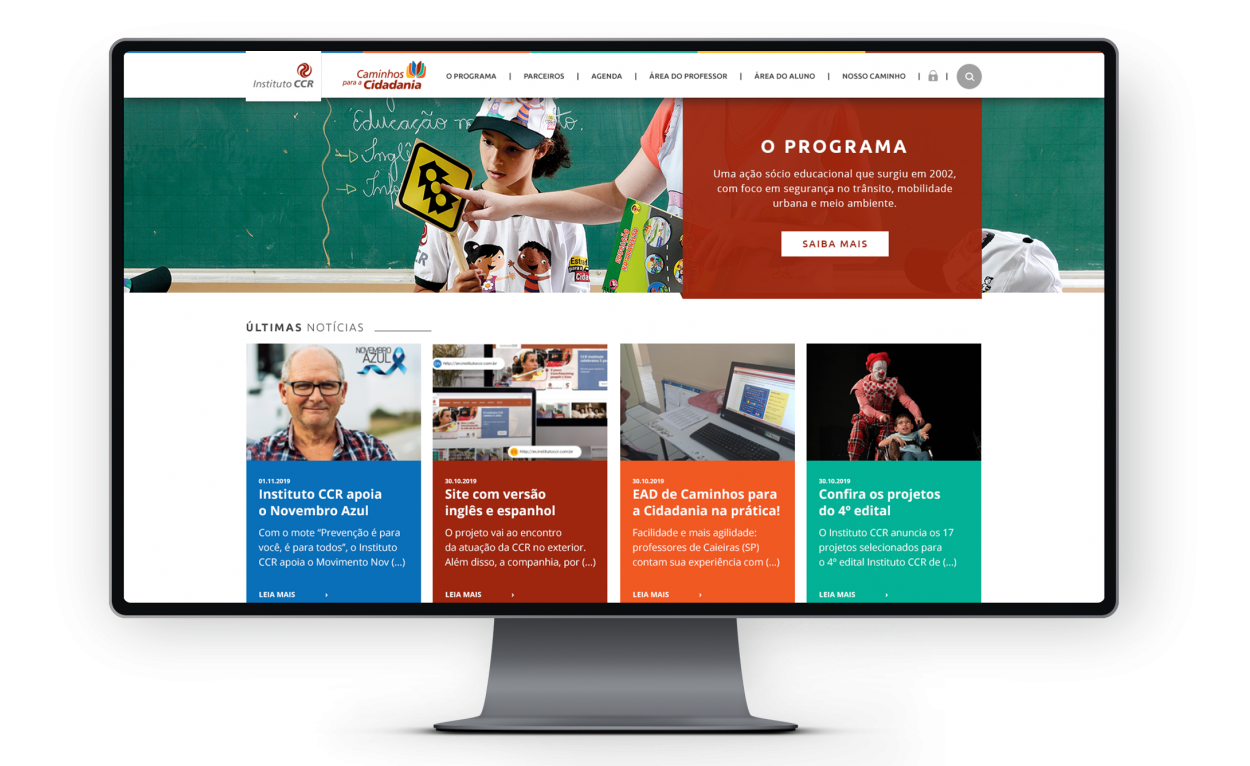 Instituto CCR
Caminhos
para a Cidadania
O PROGRAMA | PARCEIROS | AGENDA | ÁREA DO PROFESSOR | ÁREA DO ALUNO | NOSSO CAMINHO | |
Educação
O PROGRAMA
Uma ação sócio educacional que surgiu em 2002,
com foco em segurança no trânsito, mobilidade
urbana e meio ambiente.
SAIBA MAIS
ÚLTIMAS NOTÍCIAS
NOVEMBRO
AZUL
01.11.2019
Instituto CCR apoia
o Novembro Azul
Com o mote “Prevenção é para
você, é para todos”, o Instituto
CCR apoia o Movimento Nov (...)
LEIA MAIS ›
30.10.2019
Site com versão
inglês e espanhol
O projeto vai ao encontro
da atuação da CCR no exterior.
Além disso, a companhia, por (...)
LEIA MAIS ›
30.10.2019
EAD de Caminhos para
a Cidadania na prática!
Facilidade e mais agilidade:
professores de Caieiras (SP)
contam sua experiência com (...)
LEIA MAIS ›
30.10.2019
Confira os projetos
do 4º edital
O Instituto CCR anuncia os 17
projetos selecionados para
o 4º edital Instituto CCR de (...)
LEIA MAIS ›